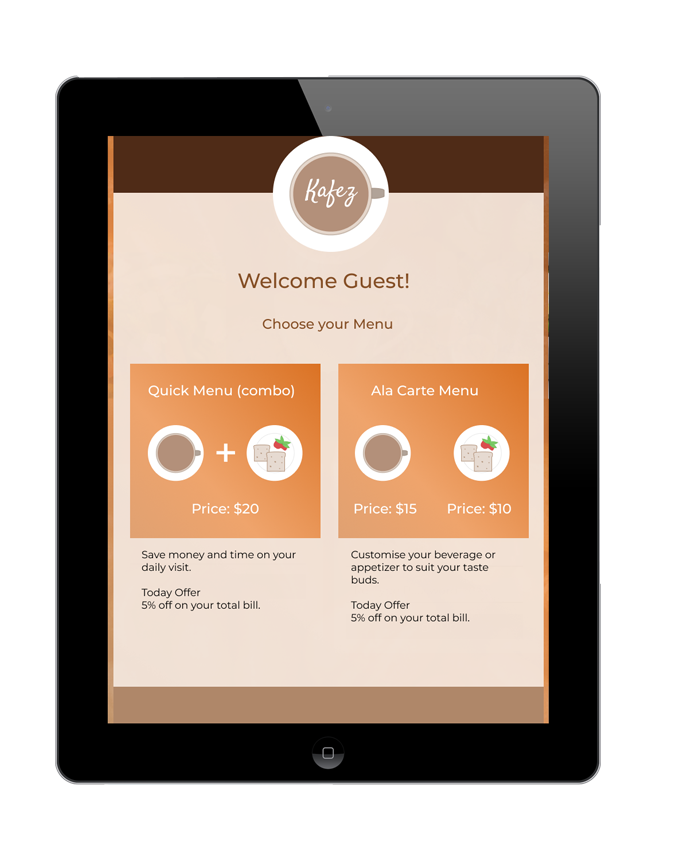 Kafez
Welcome Guest!
Choose your Menu
Quick Menu (combo)
+
Price: $20
Save money and time on your
daily visit.
Today Offer
5% off on your total bill.
Ala Carte Menu
Price: $15 Price: $10
Customise your beverage or
appetizer to suit your taste
buds.
Today Offer
5% off on your total bill.